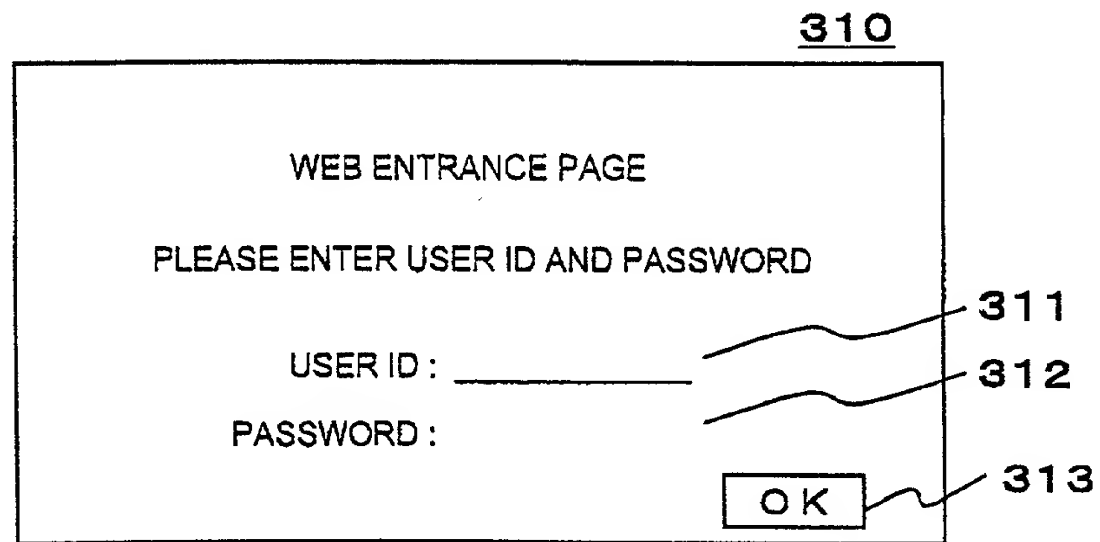 310
WEB ENTRANCE PAGE
PLEASE ENTER USER ID AND PASSWORD
311
USER ID :
312
PASSWORD :
313
OK